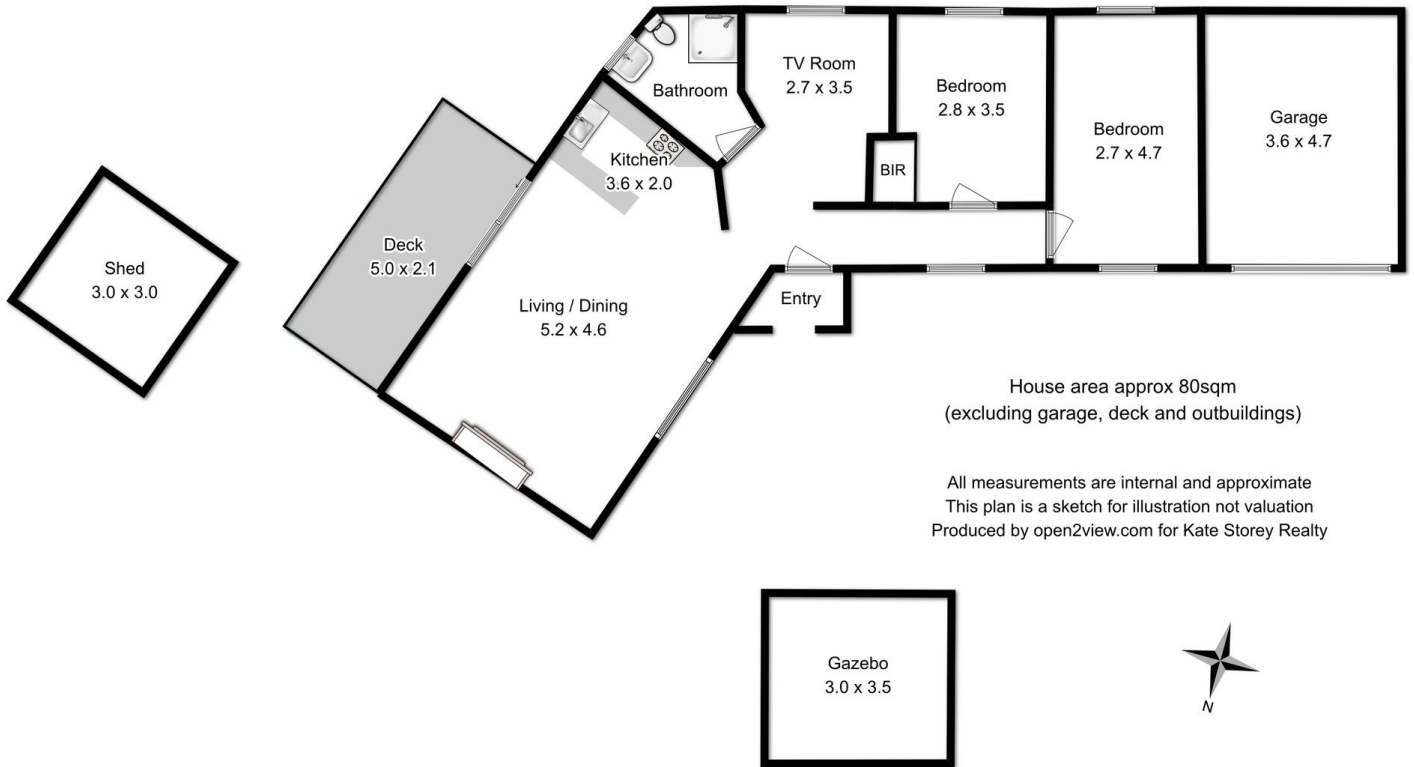 TV Room
2.7 x 3.5
Bathroom
Bedroom
2.8 x 3.5
Garage
3.6 x 4.7
Bedroom
2.7 x 4.7
Kitchen
3.6 x 2.0
BIR
Deck
5.0 x 2.1
Shed
3.0 x 3.0
Living / Dining
5.2 x 4.6
Entry
House area approx 80sqm
(excluding garage, deck and outbuildings)
All measurements are internal and approximate
This plan is a sketch for illustration not valuation
Produced by open2view.com for Kate Storey Realty
Gazebo
3.0 x 3.5
N